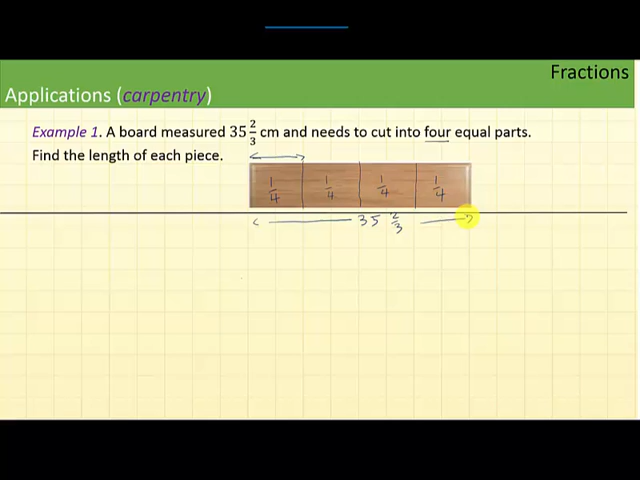 Fractions
Applications (carpentry)
Example 1. A board measured 35 2/3 cm and needs to cut into four equal parts.
Find the length of each piece.
1/4 1/4 1/4 1/4
35 2/3